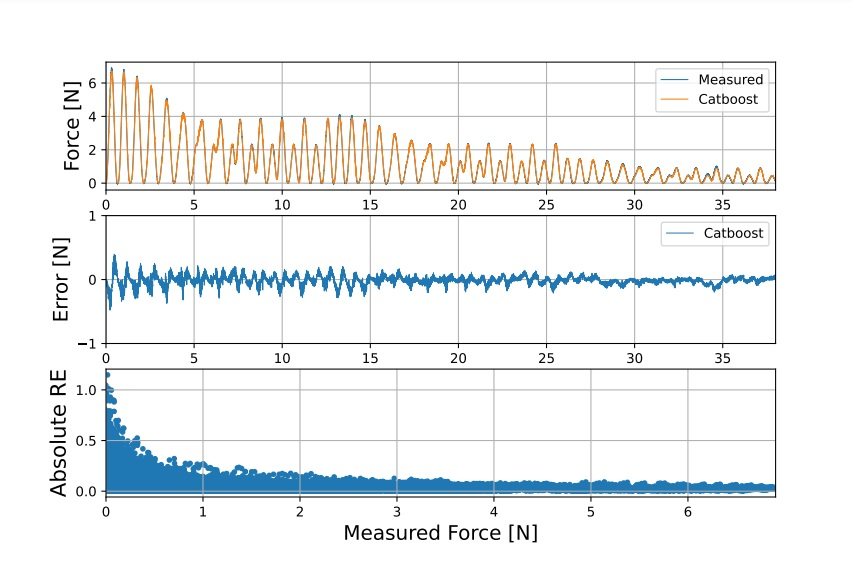 Force [N]
6
4
2
0
Measured
Catboost
0 5 10 15 20 25 30 35
Error [N]
1
0
−1
Catboost
0 5 10 15 20 25 30 35
Absolute RE
1.0
0.5
0.0
0 1 2 3 4 5 6
Measured Force [N]